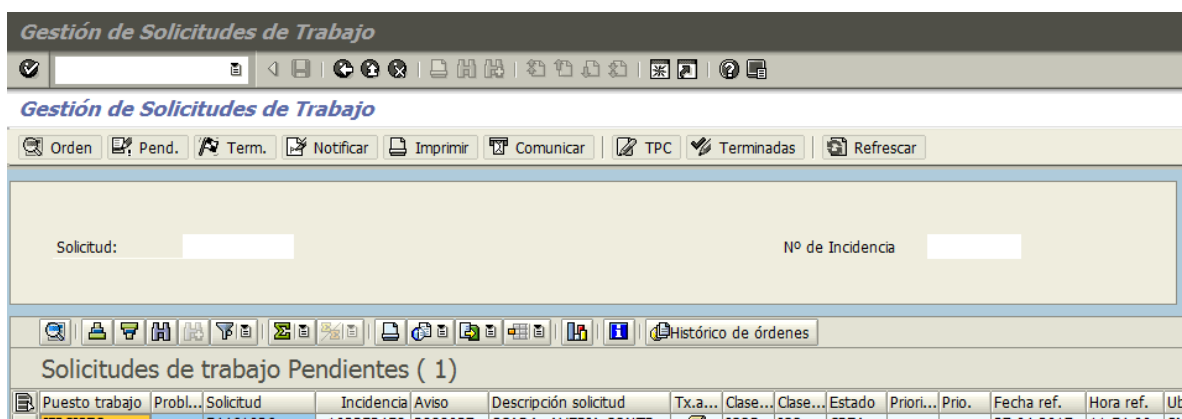 Gestión de Solicitudes de Trabajo
Gestión de Solicitudes de Trabajo
Orden Pend. Term. Notificar Imprimir Comunicar TPC Terminadas Refrescar
Solicitud: Nº de Incidencia
Histórico de órdenes
Solicitudes de trabajo Pendientes ( 1)
Puesto trabajo Probl... Solicitud Incidencia Aviso Descripción solicitud Tx.a... Clase... Clase... Estado Priori... Prio. Fecha ref. Hora ref. Ub